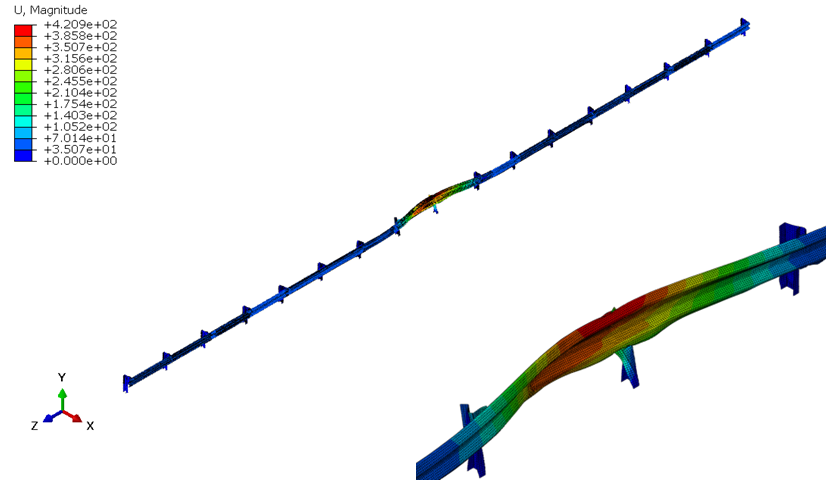 U, Magnitude
+4.209e+02
+3.858e+02
+3.507e+02
+3.156e+02
+2.806e+02
+2.455e+02
+2.104e+02
+1.754e+02
+1.403e+02
+1.052e+02
+7.014e+01
+3.507e+01
+0.000e+00
Y
Z
X